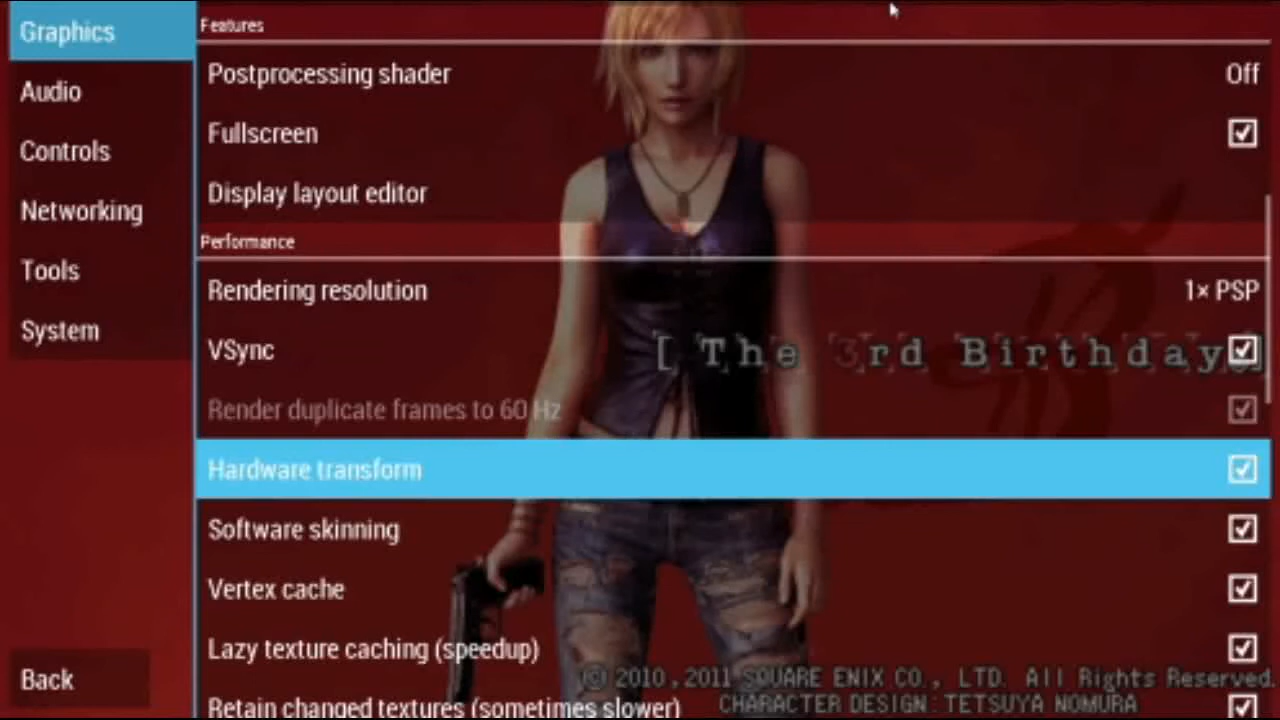 Graphics
Audio
Controls
Networking
Tools
System
Back
Features
Postprocessing shader Off
Fullscreen
Display layout editor
Performance
Rendering resolution 1× PSP
VSync
[ The 3rd Birthday ]
Render duplicate frames to 60 Hz
Hardware transform
Software skinning
Vertex cache
Lazy texture caching (speedup)
© 2010,2011 SQUARE ENIX CO., LTD. All Rights Reserved.
Retain changed textures (sometimes slower)
CHARACTER DESIGN:TETSUYA NOMURA